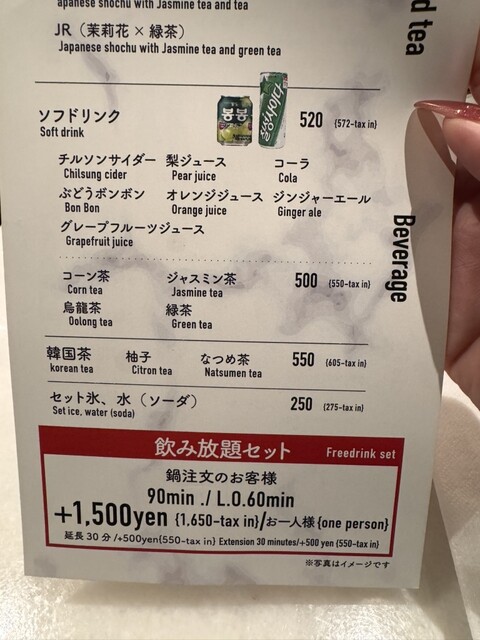 apanese shochu with Jasmine tea and tea
JR（茉莉花 × 緑茶）
Japanese shochu with Jasmine tea and green tea
d tea
ソフドリンク
Soft drink
봉봉
520 (572-tax in)
チルソンサイダー 梨ジュース コーラ
Chilsung cider Pear juice Cola
ぶどうボンボン オレンジジュース ジンジャーエール
Bon Bon Orange juice Ginger ale
グレープフルーツジュース
Grapefruit juice
Beverage
コーン茶 ジャスミン茶 500 (550-tax in)
Corn tea Jasmine tea
烏龍茶 緑茶
Oolong tea Green tea
韓国茶 柚子 なつめ茶 550 (605-tax in)
korean tea Citron tea Natsumen tea
セット氷、水（ソーダ） 250 (275-tax in)
Set ice, water (soda)
飲み放題セット Freedrink set
鍋注文のお客様
90min ./ L.O.60min
+1,500yen {1,650-tax in}/お一人様{one person}
延長30分/+500yen{550-tax in} Extension 30 minutes/+500 yen {550-tax in}
※写真はイメージです